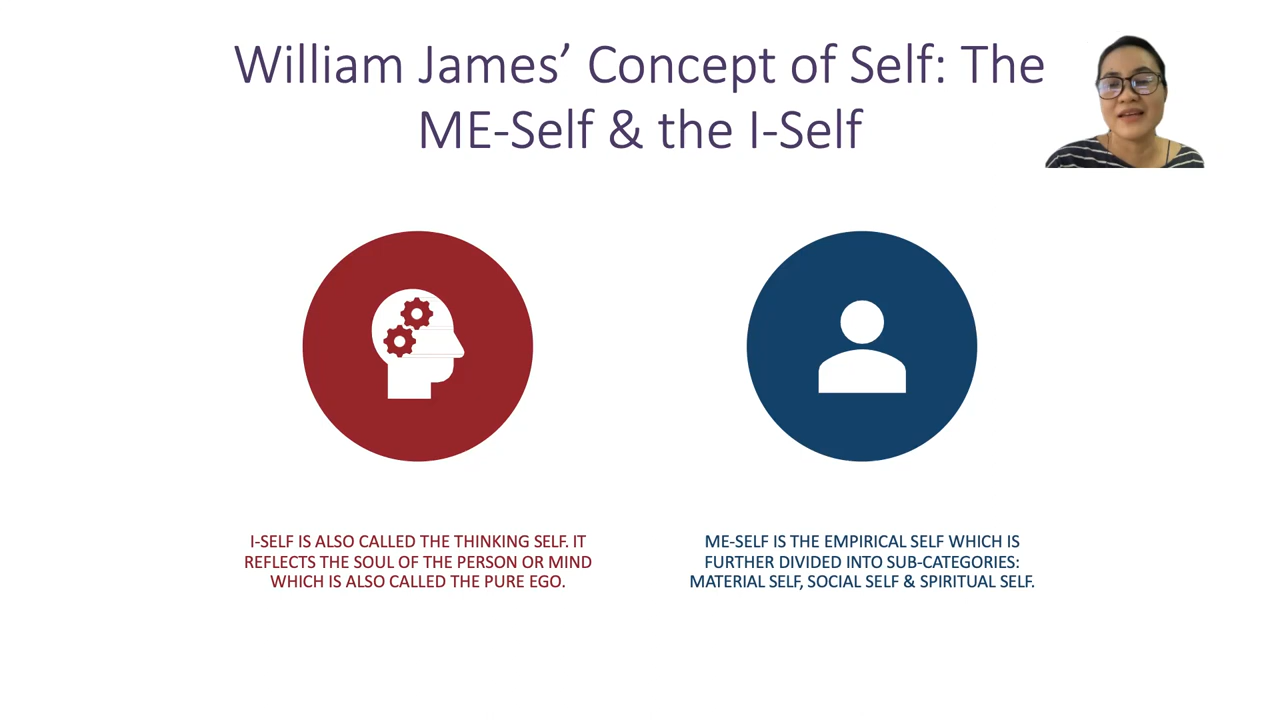 William James’ Concept of Self: The
ME-Self & the I-Self
I-SELF IS ALSO CALLED THE THINKING SELF. IT
REFLECTS THE SOUL OF THE PERSON OR MIND
WHICH IS ALSO CALLED THE PURE EGO.
ME-SELF IS THE EMPIRICAL SELF WHICH IS
FURTHER DIVIDED INTO SUB-CATEGORIES:
MATERIAL SELF, SOCIAL SELF & SPIRITUAL SELF.